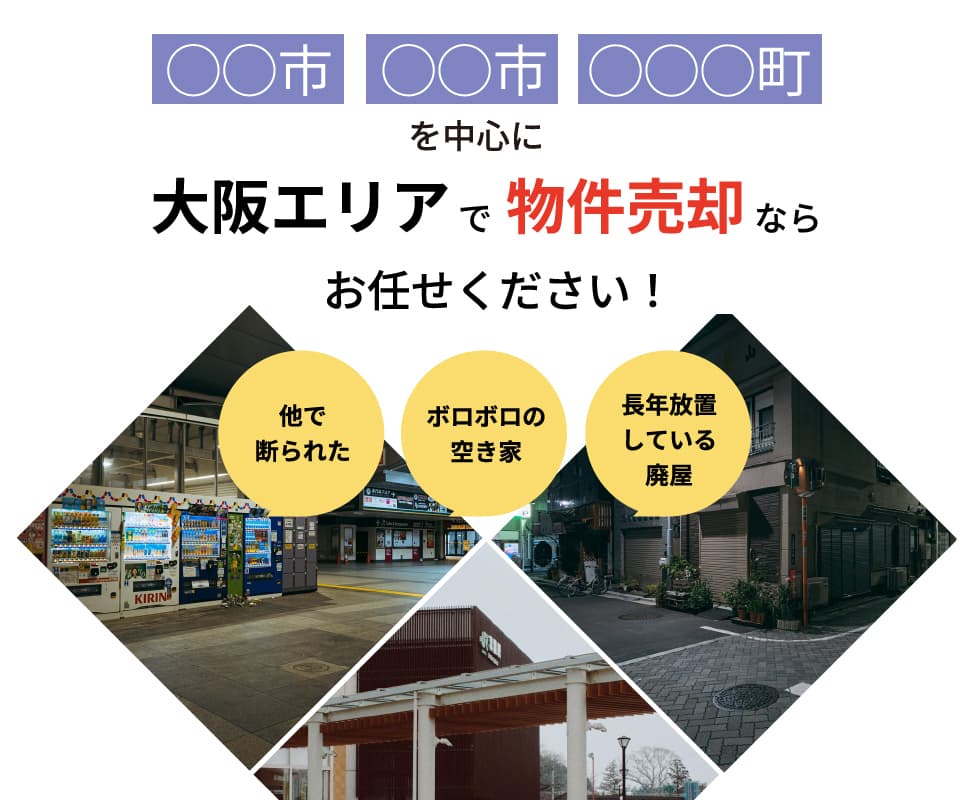 〇〇市 〇〇市 〇〇〇町
を中心に
大阪エリアで物件売却なら
お任せください!
他で
断られた
ボロボロの
空き家
長年放置
している
廃屋
KIRIN